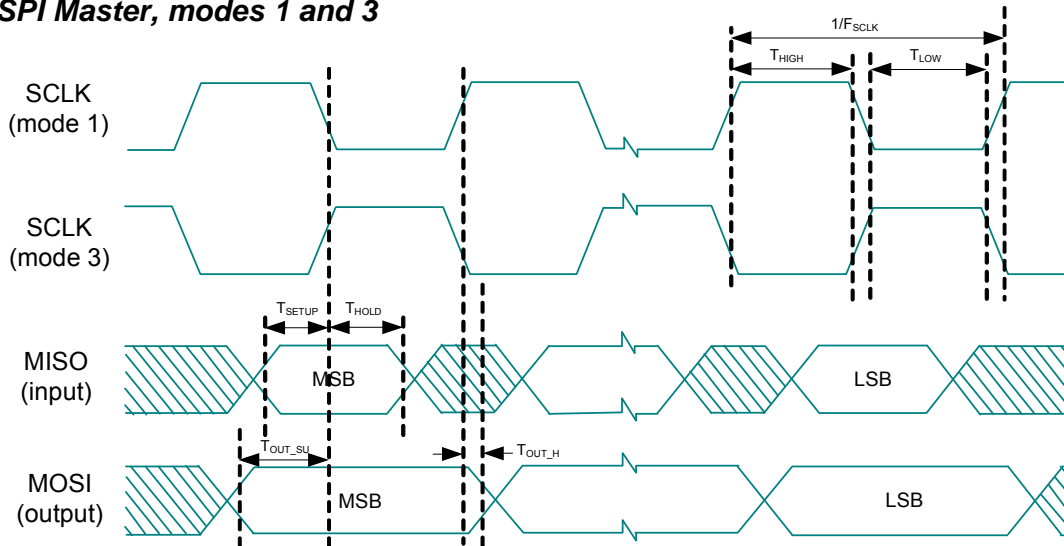 SPI Master, modes 1 and 3
1/FSCLK
THIGH
TLOW
SCLK
(mode 1)
SCLK
(mode 3)
TSETUP
THOLD
MISO
(input)
MSB
LSB
TOUT_SU
TOUT_H
MOSI
(output)
MSB
LSB